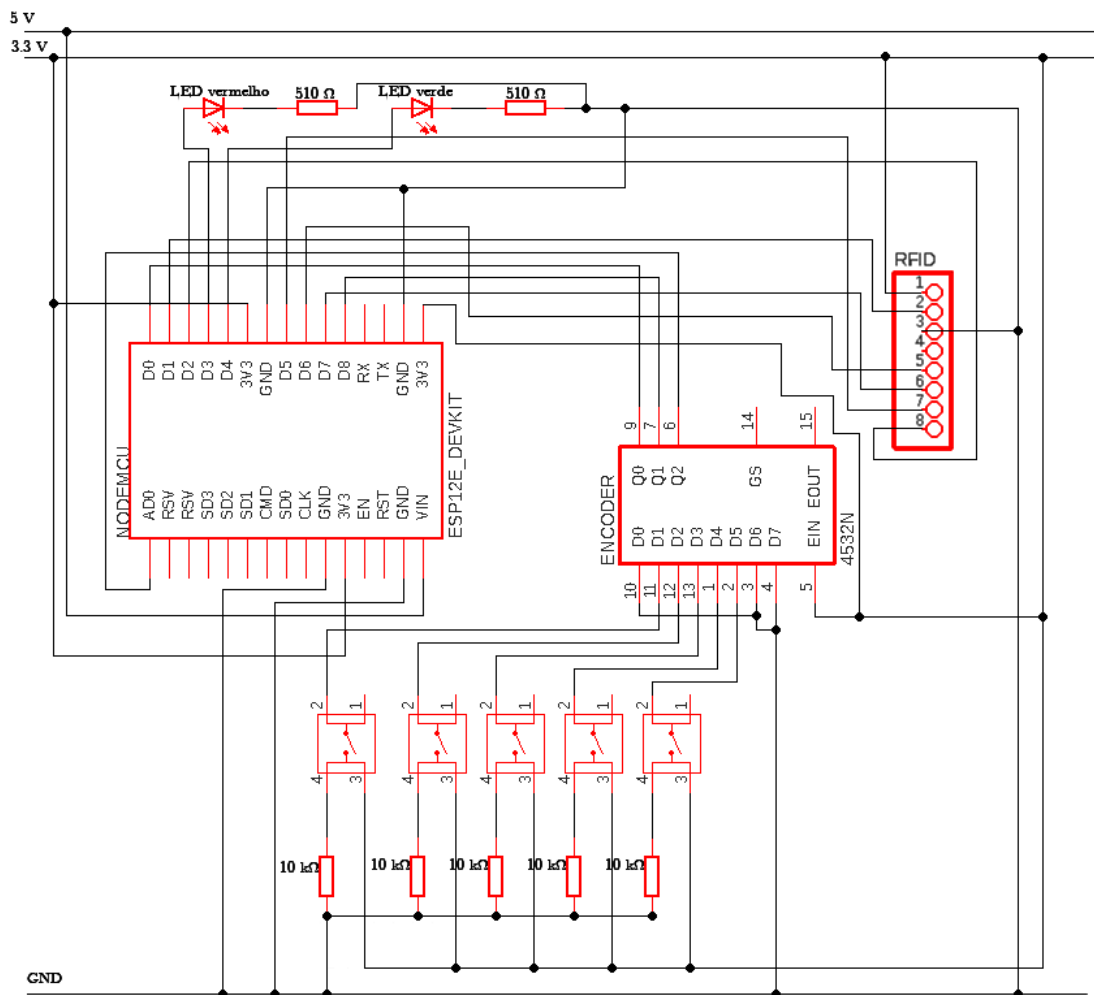 5 V
3.3 V
LED vermelho
510 Ω
LED verde
510 Ω
RFID
1
2
3
4
5
6
7
8
D0 D1 D2 D3 D4 3V3 GND D5 D6 D7 D8 RX TX GND 3V3
NODEMCU
ESP12E_DEVKIT
AD0 RSV RSV SD3 SD2 SD1 CMD SD0 CLK GND 3V3 EN RST GND VIN
9 7 6 14 15
Q0 Q1 Q2 GS EOUT
ENCODER
4532N
D0 D1 D2 D3 D4 D5 D6 D7 EIN
10 11 12 13 1 2 3 4 5
2 1 2 1 2 1 2 1 2 1
4 3 4 3 4 3 4 3 4 3
10 kΩ 10 kΩ 10 kΩ 10 kΩ 10 kΩ
GND